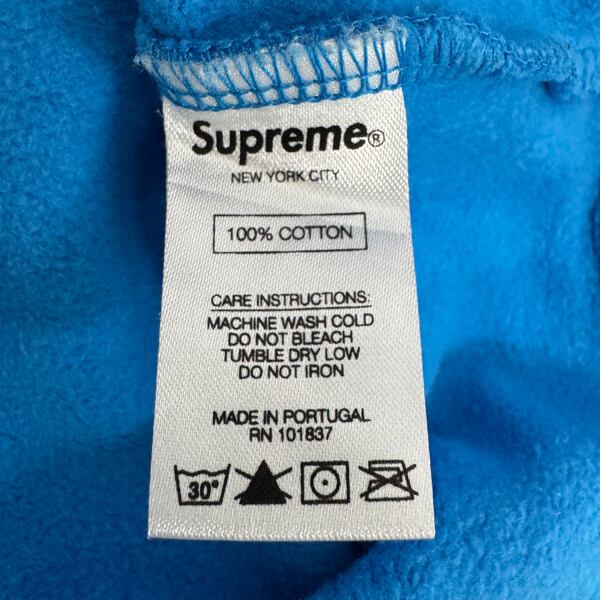 Supreme®
NEW YORK CITY
100% COTTON
CARE INSTRUCTIONS:
MACHINE WASH COLD
DO NOT BLEACH
TUMBLE DRY LOW
DO NOT IRON
MADE IN PORTUGAL
RN 101837
30°